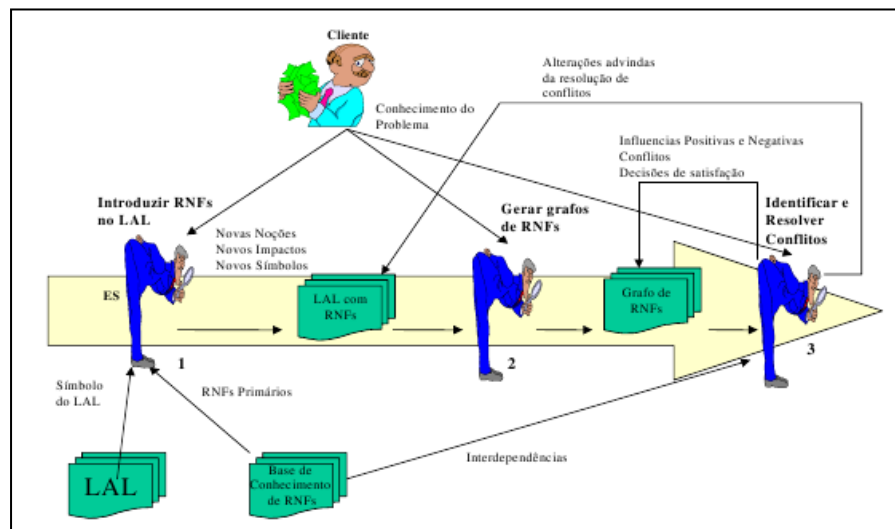 Cliente
Alterações advindas
da resolução de
conflitos
Conhecimento do
Problema
Influencias Positivas e Negativas
Conflitos
Decisões de satisfação
Introduzir RNFs
no LAL
Novas Noções
Novos Impactos
Novos Símbolos
Gerar grafos
de RNFs
Identificar e
Resolver
Conflitos
ES
LAL com
RNFs
Grafo de
RNFs
1
2
3
Símbolo
do LAL
RNFs Primários
Interdependências
LAL
Base de
Conhecimento
de RNFs